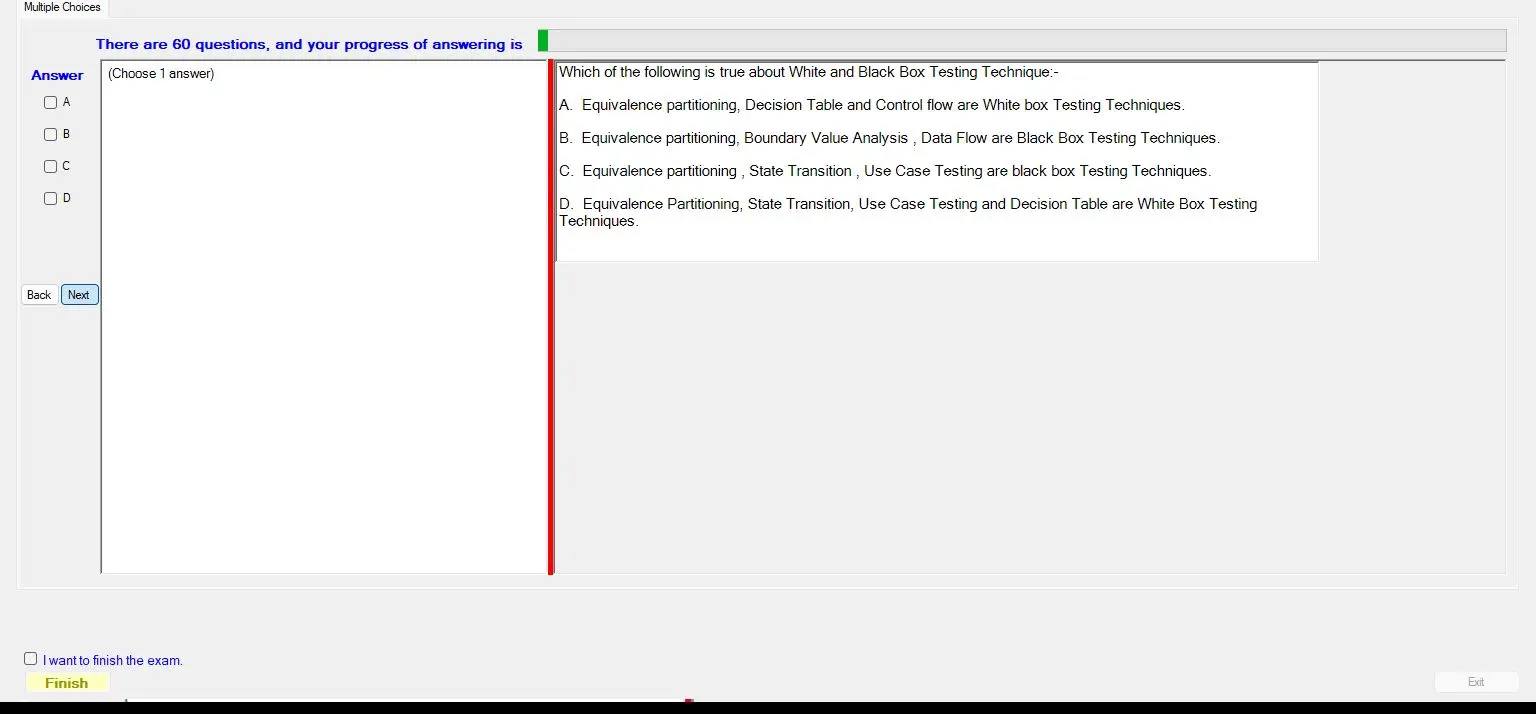 Multiple Choices
There are 60 questions, and your progress of answering is
Answer
(Choose 1 answer)
A
B
C
D
Back Next
Which of the following is true about White and Black Box Testing Technique:-
A. Equivalence partitioning, Decision Table and Control flow are White box Testing Techniques.
B. Equivalence partitioning, Boundary Value Analysis , Data Flow are Black Box Testing Techniques.
C. Equivalence partitioning , State Transition , Use Case Testing are black box Testing Techniques.
D. Equivalence Partitioning, State Transition, Use Case Testing and Decision Table are White Box Testing
Techniques.
I want to finish the exam.
Finish
Exit